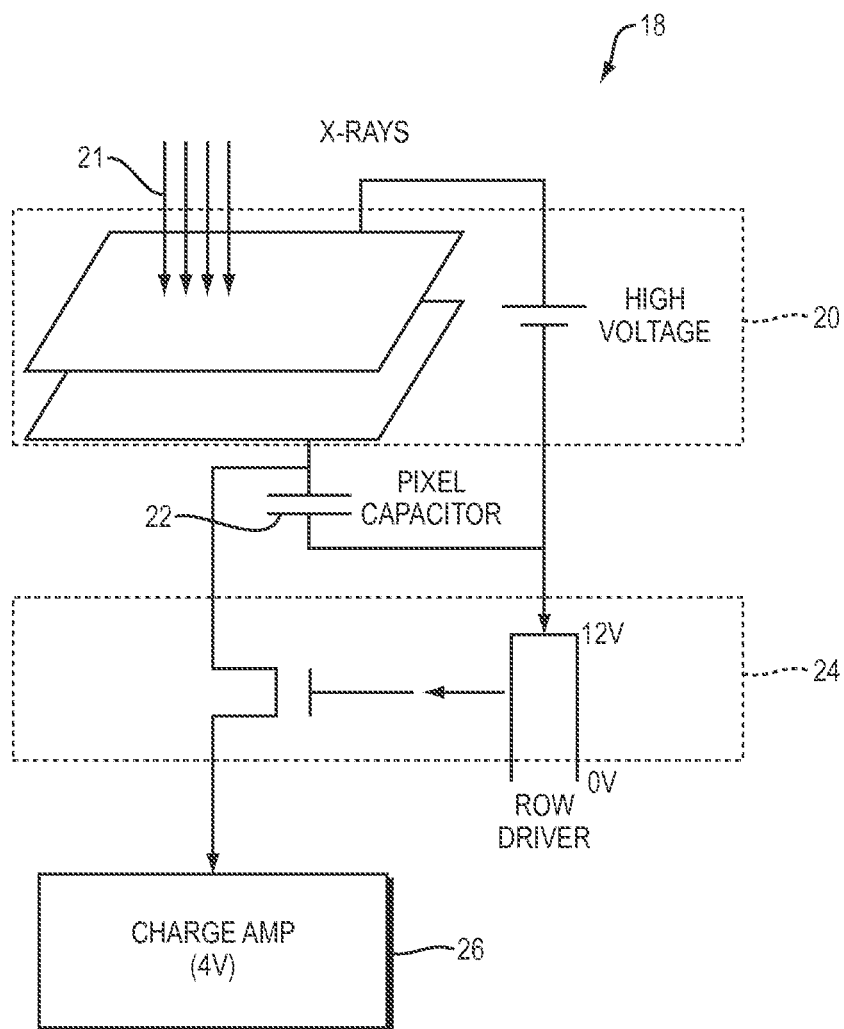 18
X-RAYS
21
HIGH
VOLTAGE
20
PIXEL
CAPACITOR
22
12V
24
0V
ROW
DRIVER
CHARGE AMP
(4V)
26